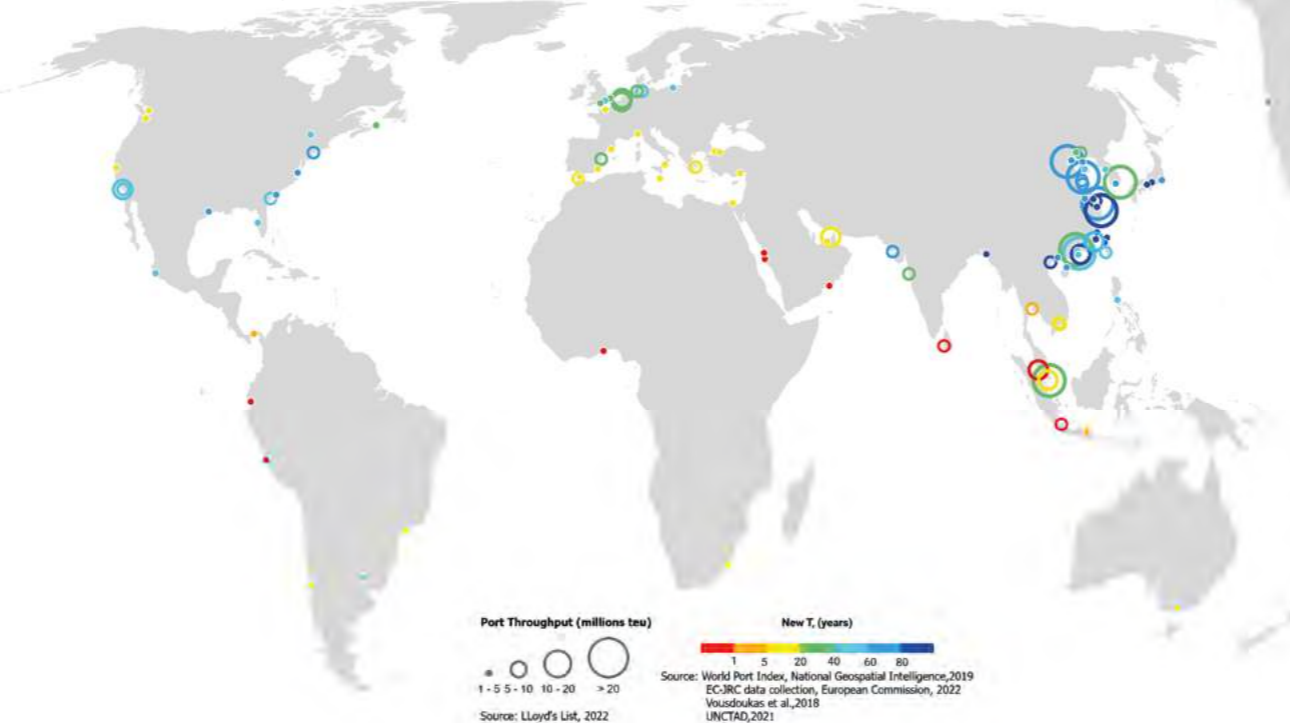 Port Throughput (millions teu)
1 - 5 5 - 10 10 - 20 > 20
Source: LLoyd's List, 2022
New T, (years)
1 5 20 40 60 80
Source: World Port Index, National Geospatial Intelligence,2019
EC-JRC data collection, European Commission, 2022
Vousdoukas et al.,2018
UNCTAD,2021